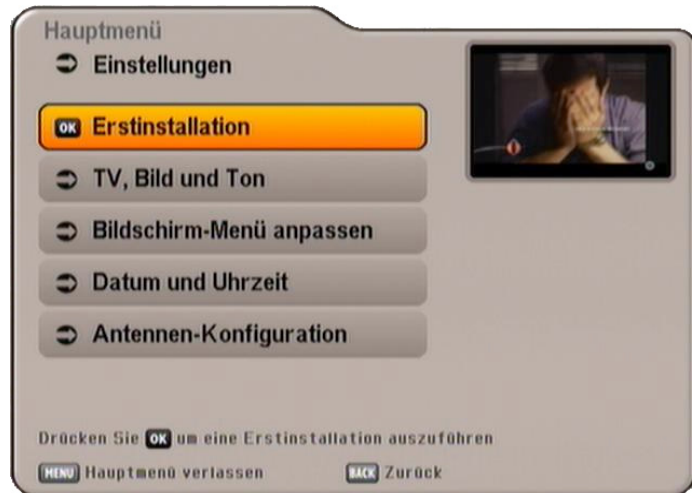 Hauptmenü
Einstellungen
OK Erstinstallation
TV, Bild und Ton
Bildschirm-Menü anpassen
Datum und Uhrzeit
Antennen-Konfiguration
Drücken Sie OK um eine Erstinstallation auszuführen
MENU Hauptmenü verlassen BACK Zurück